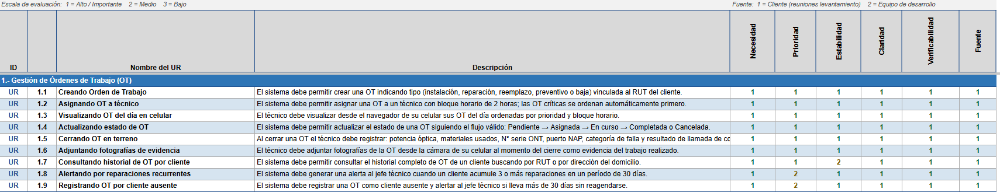 Escala de evaluación: 1 = Alto / Importante 2 = Medio 3 = Bajo Fuente: 1 = Cliente (reuniones levantamiento) 2 = Equipo de desarrollo
ID Nombre del UR Descripción Necesidad Prioridad Estabilidad Claridad Verificabilidad Fuente
1.- Gestión de Órdenes de Trabajo (OT)
UR 1.1 Creando Orden de Trabajo El sistema debe permitir crear una OT indicando tipo (instalación, reparación, reemplazo, preventivo o baja) vinculada al RUT del cliente. 1 1 1 1 1 1
UR 1.2 Asignando OT a técnico El sistema debe permitir asignar una OT a un técnico con bloque horario de 2 horas; las OT críticas se ordenan automáticamente primero. 1 1 1 1 1 1
UR 1.3 Visualizando OT del día en celular El técnico debe visualizar desde el navegador de su celular sus OT del día ordenadas por prioridad y bloque horario. 1 1 1 1 1 1
UR 1.4 Actualizando estado de OT El sistema debe permitir actualizar el estado de una OT siguiendo el flujo válido: Pendiente → Asignada → En curso → Completada o Cancelada. 1 1 1 1 1 1
UR 1.5 Cerrando OT en terreno Al cerrar una OT el técnico debe registrar: potencia óptica, materiales usados, N° serie ONT, puerto NAP, categoría de falla y resultado de llamada de cc 1 1 1 1 1 1
UR 1.6 Adjuntando fotografías de evidencia El técnico debe adjuntar fotografías de la OT desde la cámara de su celular al momento del cierre como evidencia del trabajo realizado. 1 1 1 1 1 1
UR 1.7 Consultando historial de OT por cliente El sistema debe permitir consultar el historial completo de OT de un cliente buscando por RUT o por dirección del domicilio. 1 1 2 1 1 1
UR 1.8 Alertando por reparaciones recurrentes El sistema debe generar una alerta al jefe técnico cuando un cliente acumule 3 o más reparaciones en un período de 30 días. 1 2 1 1 1 1
UR 1.9 Registrando OT por cliente ausente El sistema debe registrar una OT como cliente ausente y alertar al jefe técnico si lleva más de 30 días sin reagendarse. 1 2 1 1 1 1